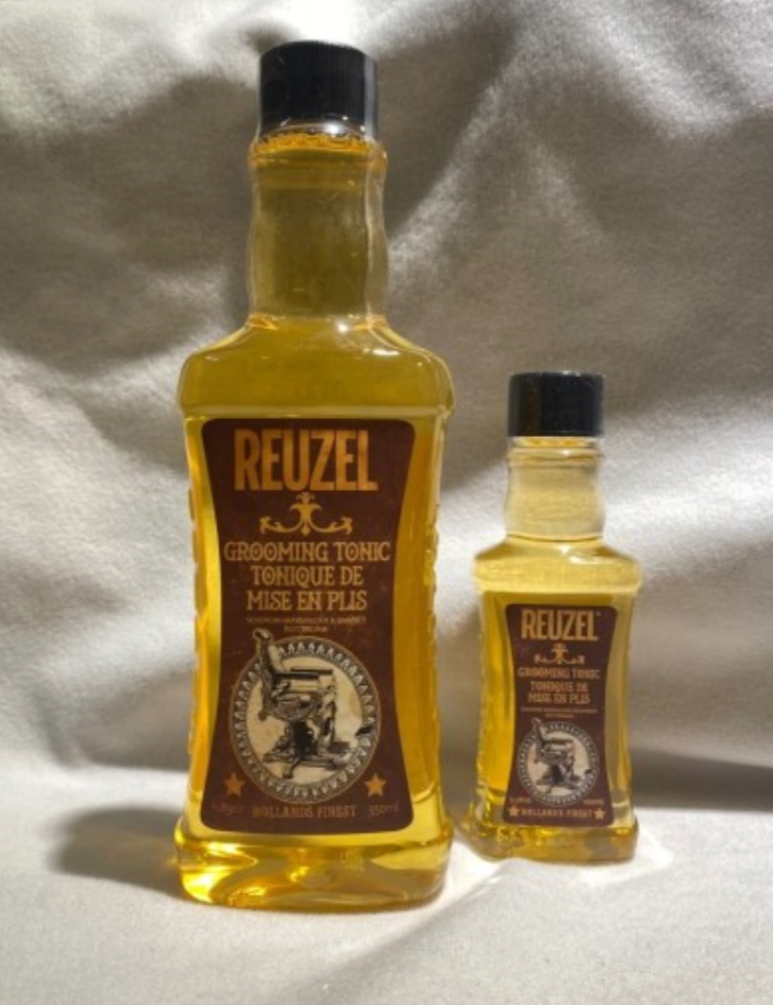 REUZEL
GROOMING TONIC
TONIQUE DE
MISE EN PLIS
HOLLANDS FINEST 350ml
REUZEL
GROOMING TONIC
TONIQUE DE
MISE EN PLIS
HOLLANDS FINEST